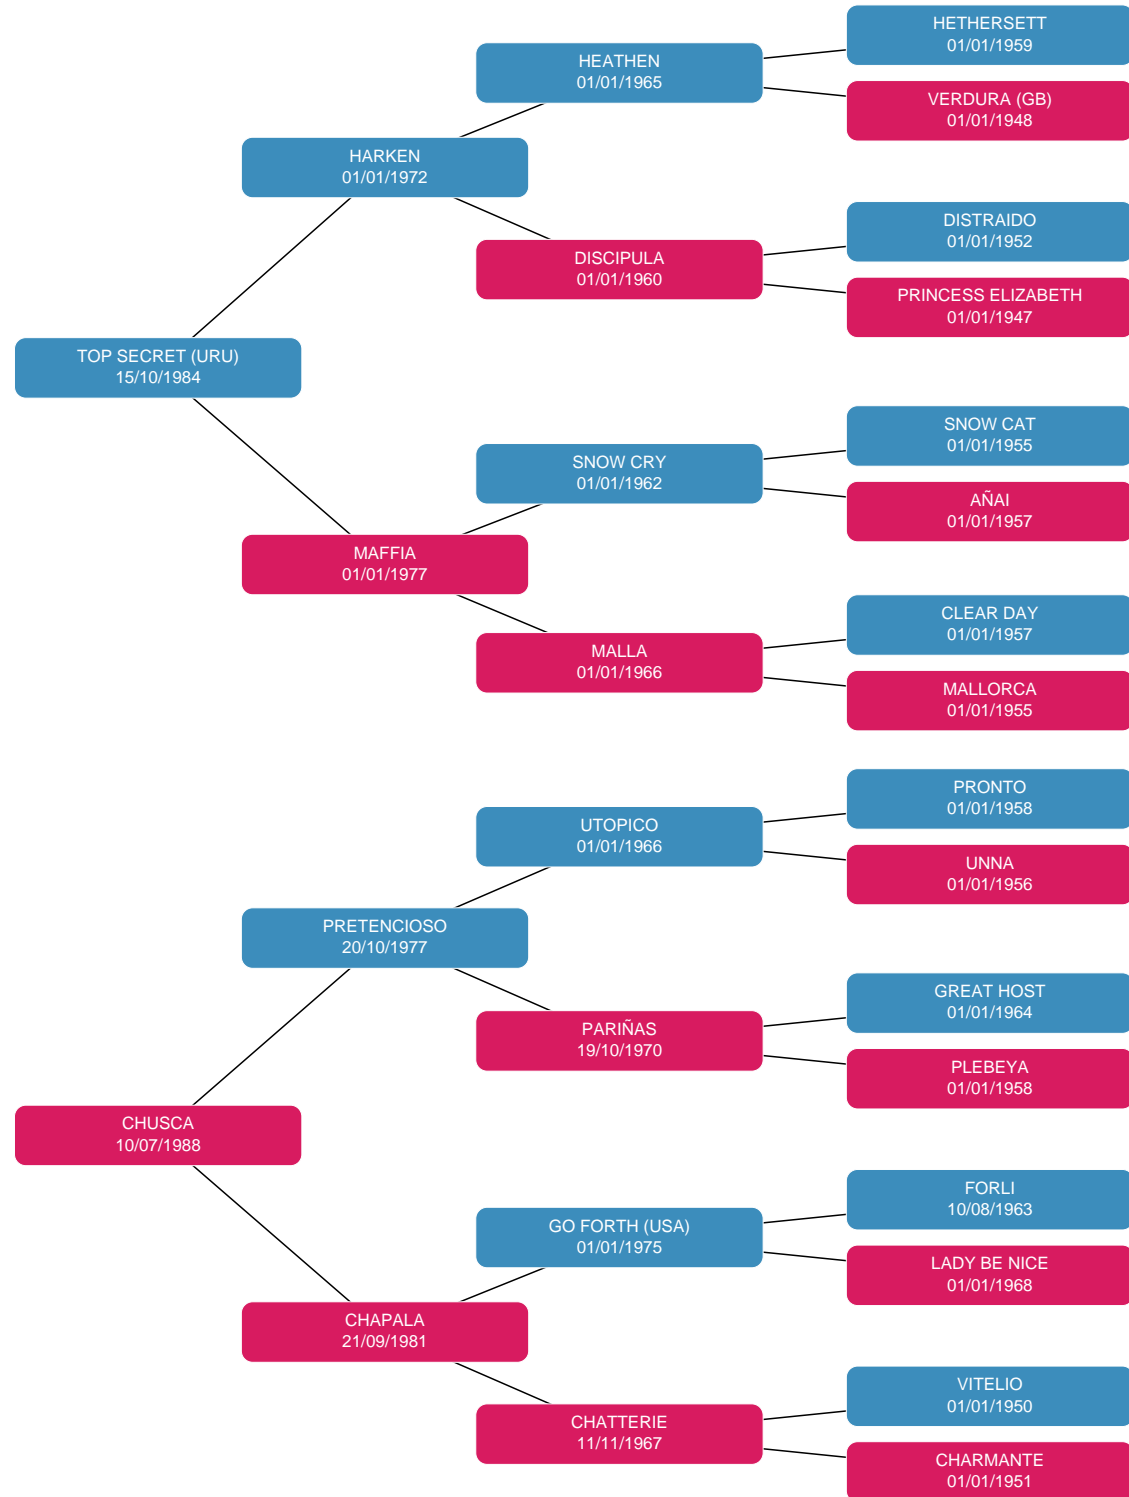 HETHERSETT
01/01/1959
HEATHEN
01/01/1965
VERDURA (GB)
01/01/1948
HARKEN
01/01/1972
DISTRAIDO
01/01/1952
DISCIPULA
01/01/1960
PRINCESS ELIZABETH
01/01/1947
TOP SECRET (URU)
15/10/1984
SNOW CAT
01/01/1955
SNOW CRY
01/01/1962
AÑAI
01/01/1957
MAFFIA
01/01/1977
CLEAR DAY
01/01/1957
MALLA
01/01/1966
MALLORCA
01/01/1955
PRONTO
01/01/1958
UTOPICO
01/01/1966
UNNA
01/01/1956
PRETENCIOSO
20/10/1977
GREAT HOST
01/01/1964
PARIÑAS
19/10/1970
PLEBEYA
01/01/1958
CHUSCA
10/07/1988
FORLI
10/08/1963
GO FORTH (USA)
01/01/1975
LADY BE NICE
01/01/1968
CHAPALA
21/09/1981
VITELIO
01/01/1950
CHATTERIE
11/11/1967
CHARMANTE
01/01/1951